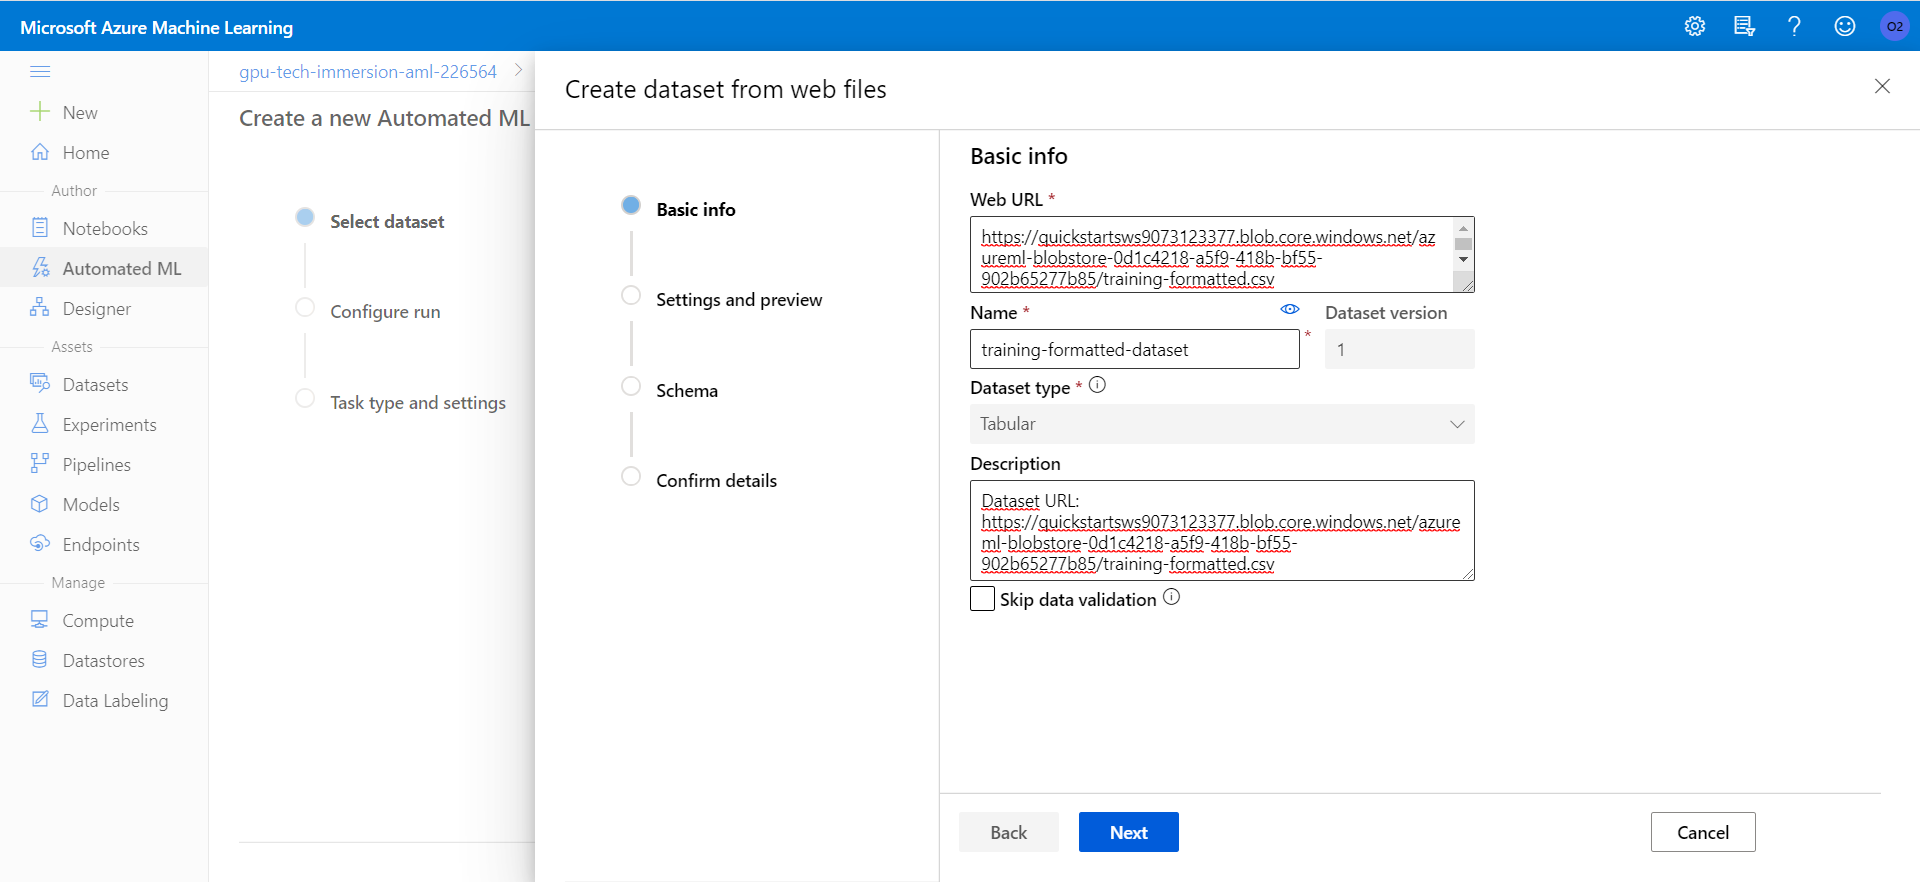 Microsoft Azure Machine Learning
O2
New
Home
Author
Notebooks
Automated ML
Designer
Assets
Datasets
Experiments
Pipelines
Models
Endpoints
Manage
Compute
Datastores
Data Labeling
gpu-tech-immersion-aml-226564
Create a new Automated ML
Select dataset
Configure run
Task type and settings
Create dataset from web files
Basic info
Settings and preview
Schema
Confirm details
Basic info
Web URL *
https://quickstartsws9073123377.blob.core.windows.net/az
ureml-blobstore-0d1c4218-a5f9-418b-bf55-
902b65277b85/training-formatted.csv
Name *
Dataset version
training-formatted-dataset *
1
Dataset type *
Tabular
Description
Dataset URL:
https://quickstartsws9073123377.blob.core.windows.net/azure
ml-blobstore-0d1c4218-a5f9-418b-bf55-
902b65277b85/training-formatted.csv
Skip data validation
Back
Next
Cancel